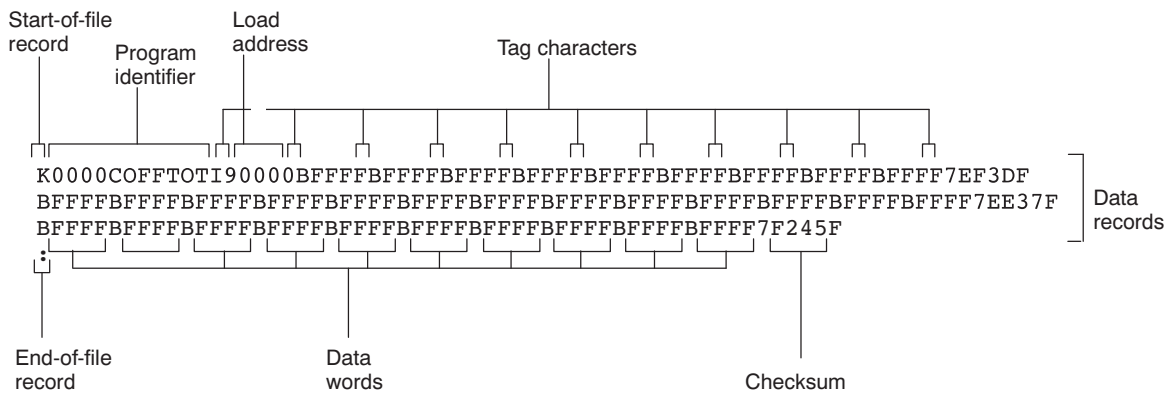 Start-of-file
record
Program
identifier
Load
address
Tag characters
K0000COFFTOTI90000BFFFFBFFFFBFFFFBFFFFBFFFFBFFFFBFFFFBFFFFBFFFF7EF3DF
BFFFFBFFFFBFFFFBFFFFBFFFFBFFFFBFFFFBFFFFBFFFFBFFFFBFFFFBFFFFBFFFF7EE37F
BFFFFBFFFFBFFFFBFFFFBFFFFBFFFFBFFFFBFFFFBFFFFBFFFF7F245F
:
Data
records
End-of-file
record
Data
words
Checksum